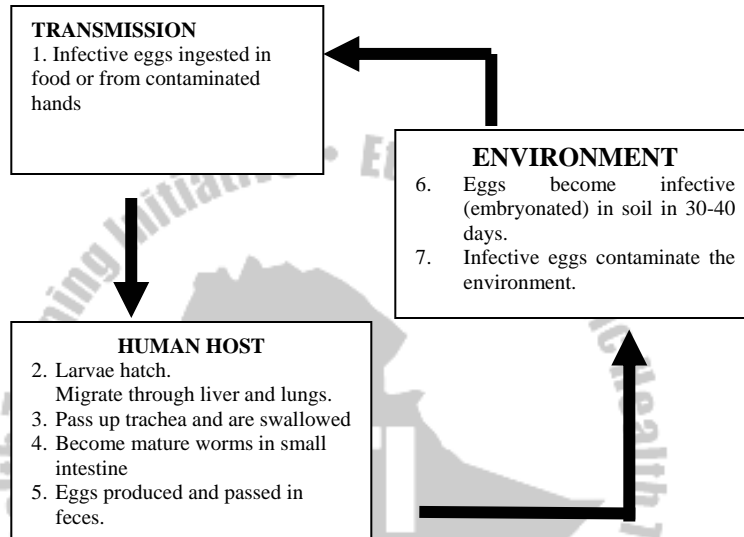 TRANSMISSION
1. Infective eggs ingested in
food or from contaminated
hands
ENVIRONMENT
6. Eggs become infective
(embryonated) in soil in 30-40
days.
7. Infective eggs contaminate the
environment.
HUMAN HOST
2. Larvae hatch.
Migrate through liver and lungs.
3. Pass up trachea and are swallowed
4. Become mature worms in small
intestine
5. Eggs produced and passed in
feces.